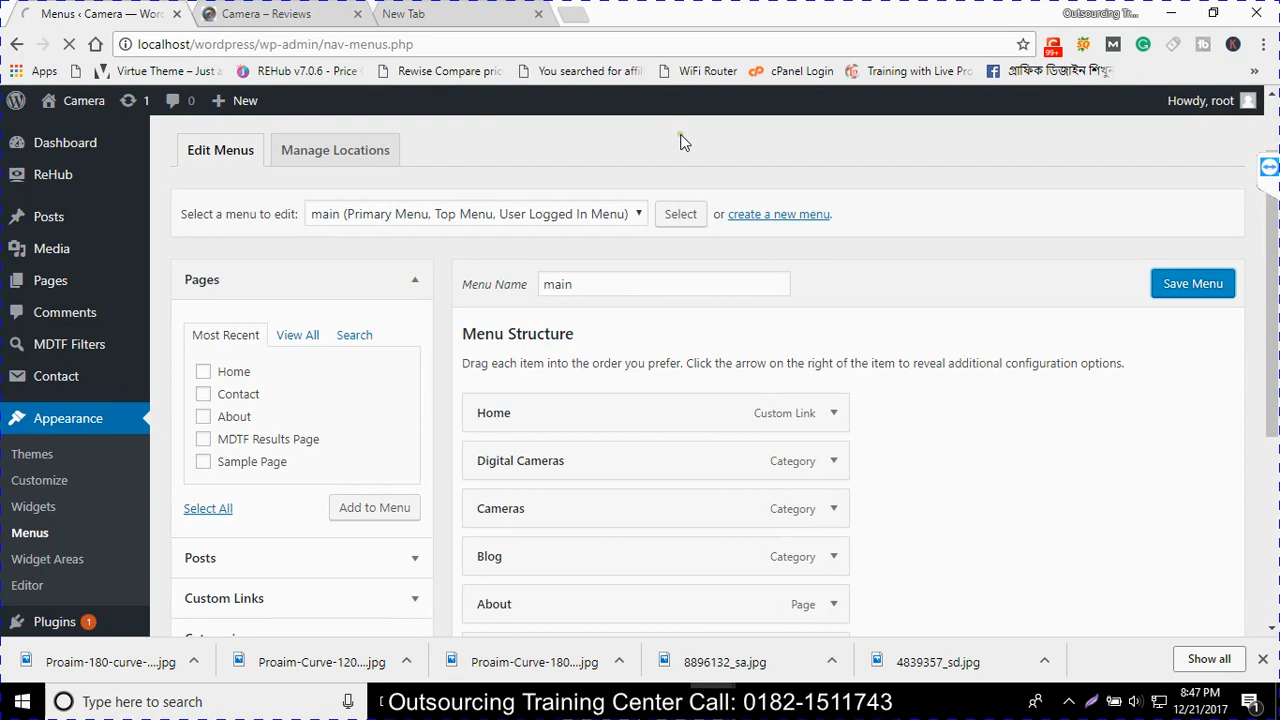 Menus ‹ Camera — Wor
Camera – Reviews
New Tab
Outsourcing Tr...
localhost/wordpress/wp-admin/nav-menus.php
99+
Apps
Virtue Theme – Just a
REHub v7.0.6 - Profit
Rewise Compare pric
You searched for affil
WiFi Router
cPanel Login
Training with Live Pro
গ্রাফিক ডিজাইন শিখুন
Camera
1
0
New
Howdy, root
Dashboard
ReHub
Posts
Media
Pages
Comments
MDTF Filters
Contact
Appearance
Themes
Customize
Widgets
Menus
Widget Areas
Editor
Plugins 1
Edit Menus
Manage Locations
Select a menu to edit:
main (Primary Menu, Top Menu, User Logged In Menu)
Select
or create a new menu.
Pages
Most Recent
View All
Search
Home
Contact
About
MDTF Results Page
Sample Page
Select All
Add to Menu
Posts
Custom Links
Menu Name
main
Save Menu
Menu Structure
Drag each item into the order you prefer. Click the arrow on the right of the item to reveal additional configuration options.
Home
Custom Link
Digital Cameras
Category
Cameras
Category
Blog
Category
About
Page
Proaim-180-curve-....jpg
Proaim-Curve-120....jpg
Proaim-Curve-180....jpg
8896132_sa.jpg
4839357_sd.jpg
Show all
Type here to search
Outsourcing Training Center Call: 0182-1511743
8:47 PM
12/21/2017
1